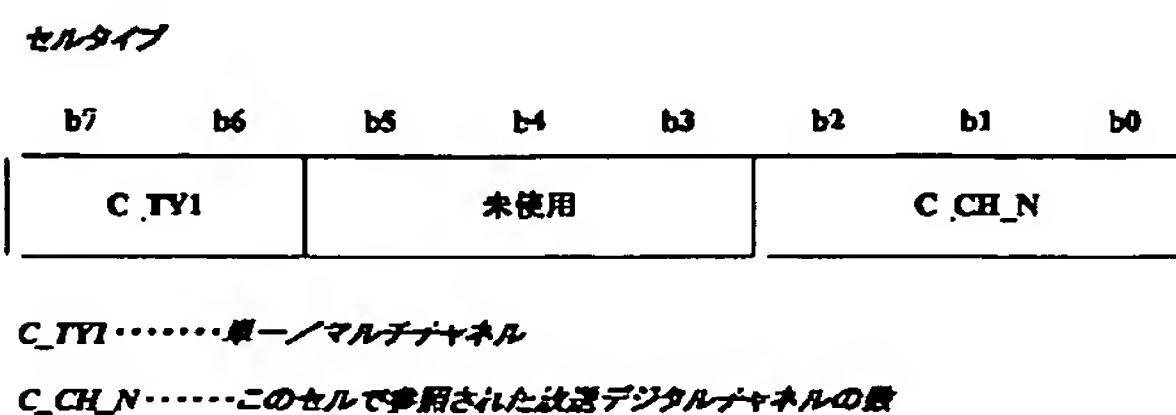 セルタイプ
b7 b6 b5 b4 b3 b2 b1 b0
C_TY1 未使用 C_CH_N
C_TY1・・・・・・・単一／マルチチャネル
C_CH_N・・・・・・このセルで参照された放送デジタルチャネルの数